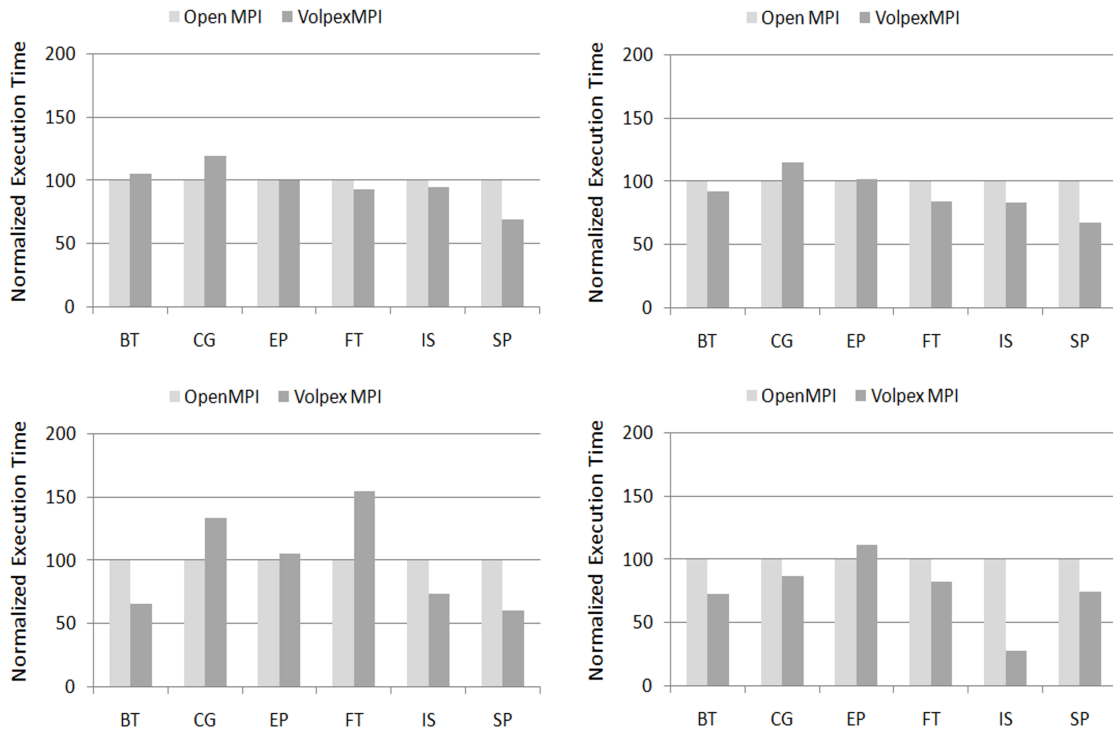 Open MPI VolpexMPI
Normalized Execution Time
200
150
100
50
0
BT CG EP FT IS SP
Open MPI VolpexMPI
Normalized Execution Time
200
150
100
50
0
BT CG EP FT IS SP
OpenMPI Volpex MPI
Normalized Execution Time
200
150
100
50
0
BT CG EP FT IS SP
OpenMPI Volpex MPI
Normalized Execution Time
200
150
100
50
0
BT CG EP FT IS SP